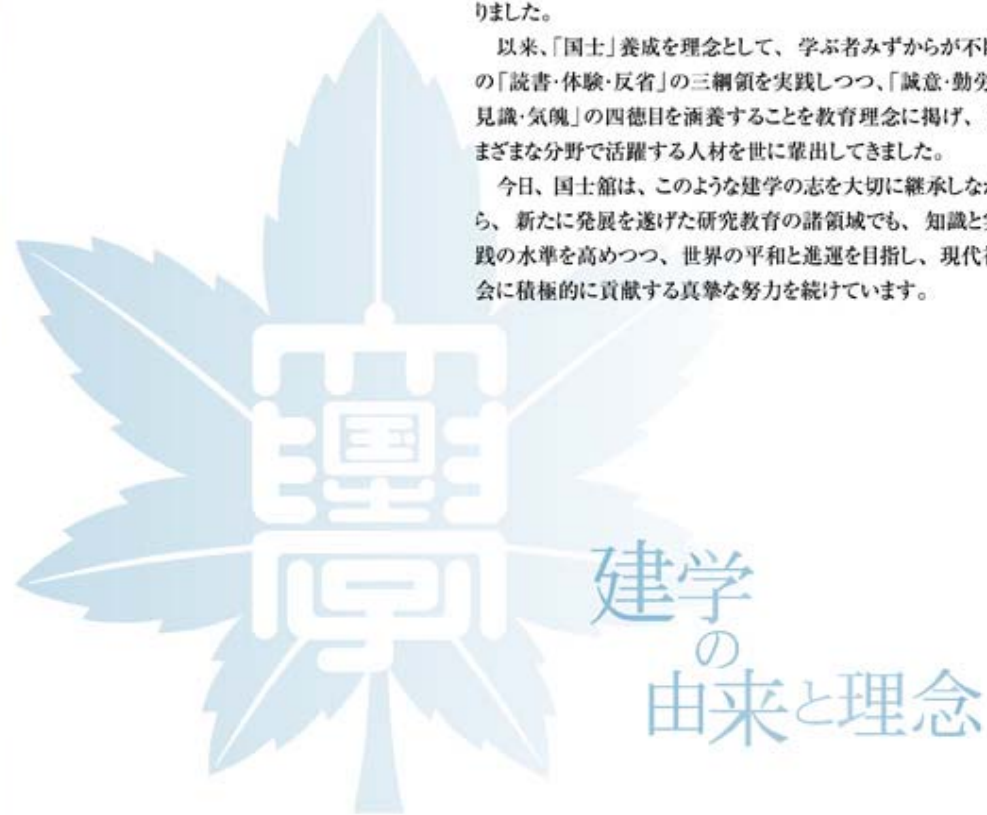 りました。
以来、「国士」養成を理念として、学ぶ者みずからが不
の「読書・体験・反省」の三綱領を実践しつつ、「誠意・勤労
見識・気魄」の四徳目を涵養することを教育理念に掲げ、
まざまな分野で活躍する人材を世に輩出してきました。
今日、国士舘は、このような建学の志を大切に継承しなが
ら、新たに発展を遂げた研究教育の諸領域でも、知識と
践の水準を高めつつ、世界の平和と進運を目指し、現代
会に積極的に貢献する真摯な努力を続けています。
国士
大学
建学
の
由来と理念